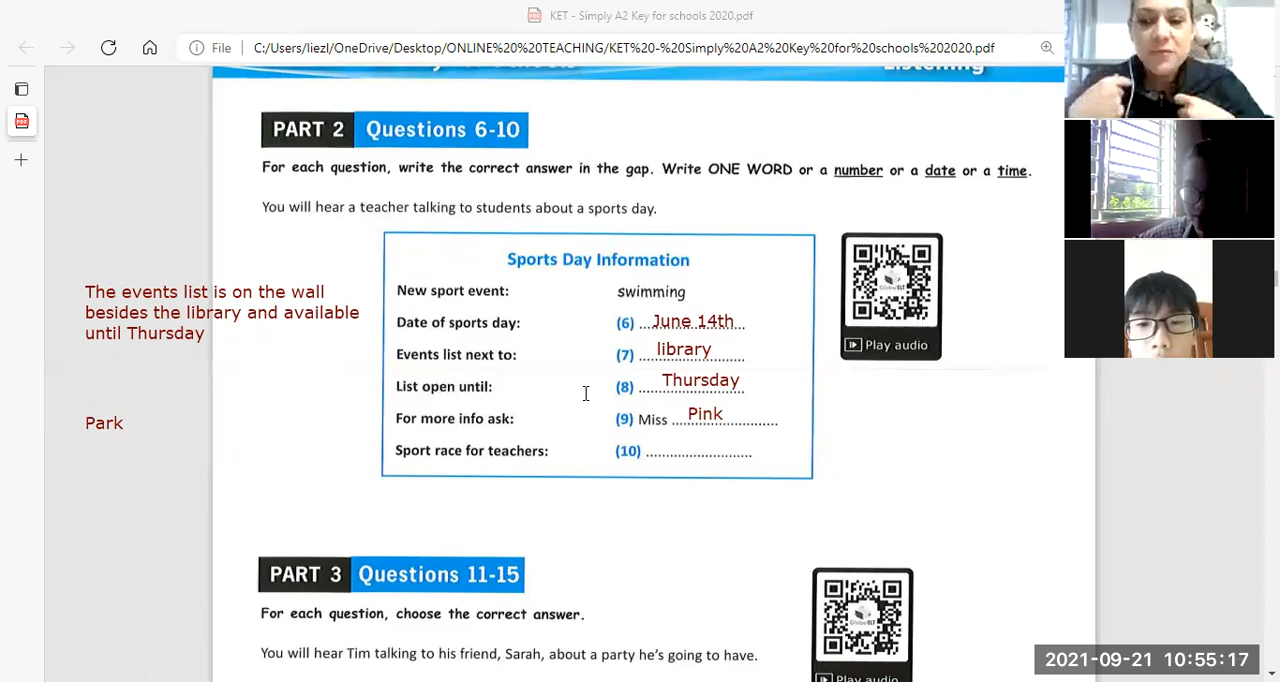 KET - Simply A2 Key for schools 2020.pdf
File C:/Users/liezl/OneDrive/Desktop/ONLINE%20%20TEACHING/KET%20-%20Simply%20A2%20Key%20for%20schools%202020.pdf
Listening
PART 2 Questions 6-10
For each question, write the correct answer in the gap. Write ONE WORD or a number or a date or a time.
You will hear a teacher talking to students about a sports day.
Sports Day Information
New sport event: swimming
Date of sports day: (6) June 14th
Events list next to: (7) library
List open until: (8) Thursday
For more info ask: (9) Miss Pink
Sport race for teachers: (10) ......................
The events list is on the wall
besides the library and available
until Thursday
Park
Globe ELT
Play audio
PART 3 Questions 11-15
For each question, choose the correct answer.
You will hear Tim talking to his friend, Sarah, about a party he's going to have.
Globe ELT
Play audio
2021-09-21 10:55:17